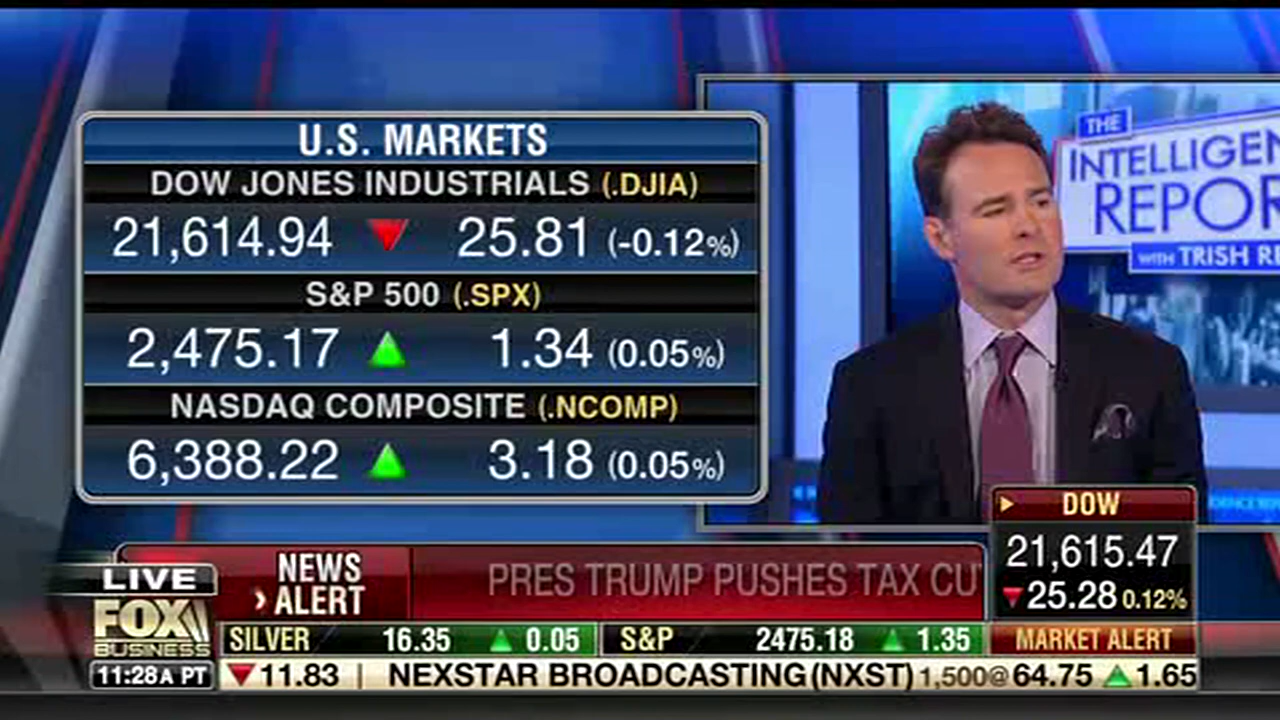 U.S. MARKETS
DOW JONES INDUSTRIALS (.DJIA)
21,614.94 ▼ 25.81 (-0.12%)
S&P 500 (.SPX)
2,475.17 ▲ 1.34 (0.05%)
NASDAQ COMPOSITE (.NCOMP)
6,388.22 ▲ 3.18 (0.05%)
THE
INTELLIGEN
REPOR
WITH TRISH RE
DOW
21,615.47
▼25.28 0.12%
MARKET ALERT
LIVE
FOX
BUSINESS
11:28A PT
NEWS
› ALERT
PRES TRUMP PUSHES TAX CU
SILVER 16.35 ▲ 0.05 S&P 2475.18 ▲ 1.35
▼11.83 | NEXSTAR BROADCASTING(NXST) 1,500@64.75 ▲1.65